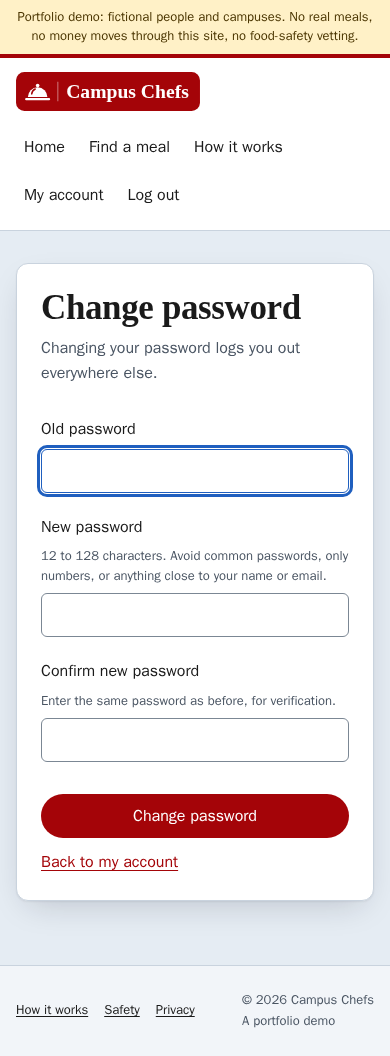 Portfolio demo: fictional people and campuses. No real meals,
no money moves through this site, no food-safety vetting.
Campus Chefs
Home Find a meal How it works
My account Log out
Change password
Changing your password logs you out
everywhere else.
Old password
New password
12 to 128 characters. Avoid common passwords, only
numbers, or anything close to your name or email.
Confirm new password
Enter the same password as before, for verification.
Change password
Back to my account
How it works Safety Privacy
© 2026 Campus Chefs
A portfolio demo